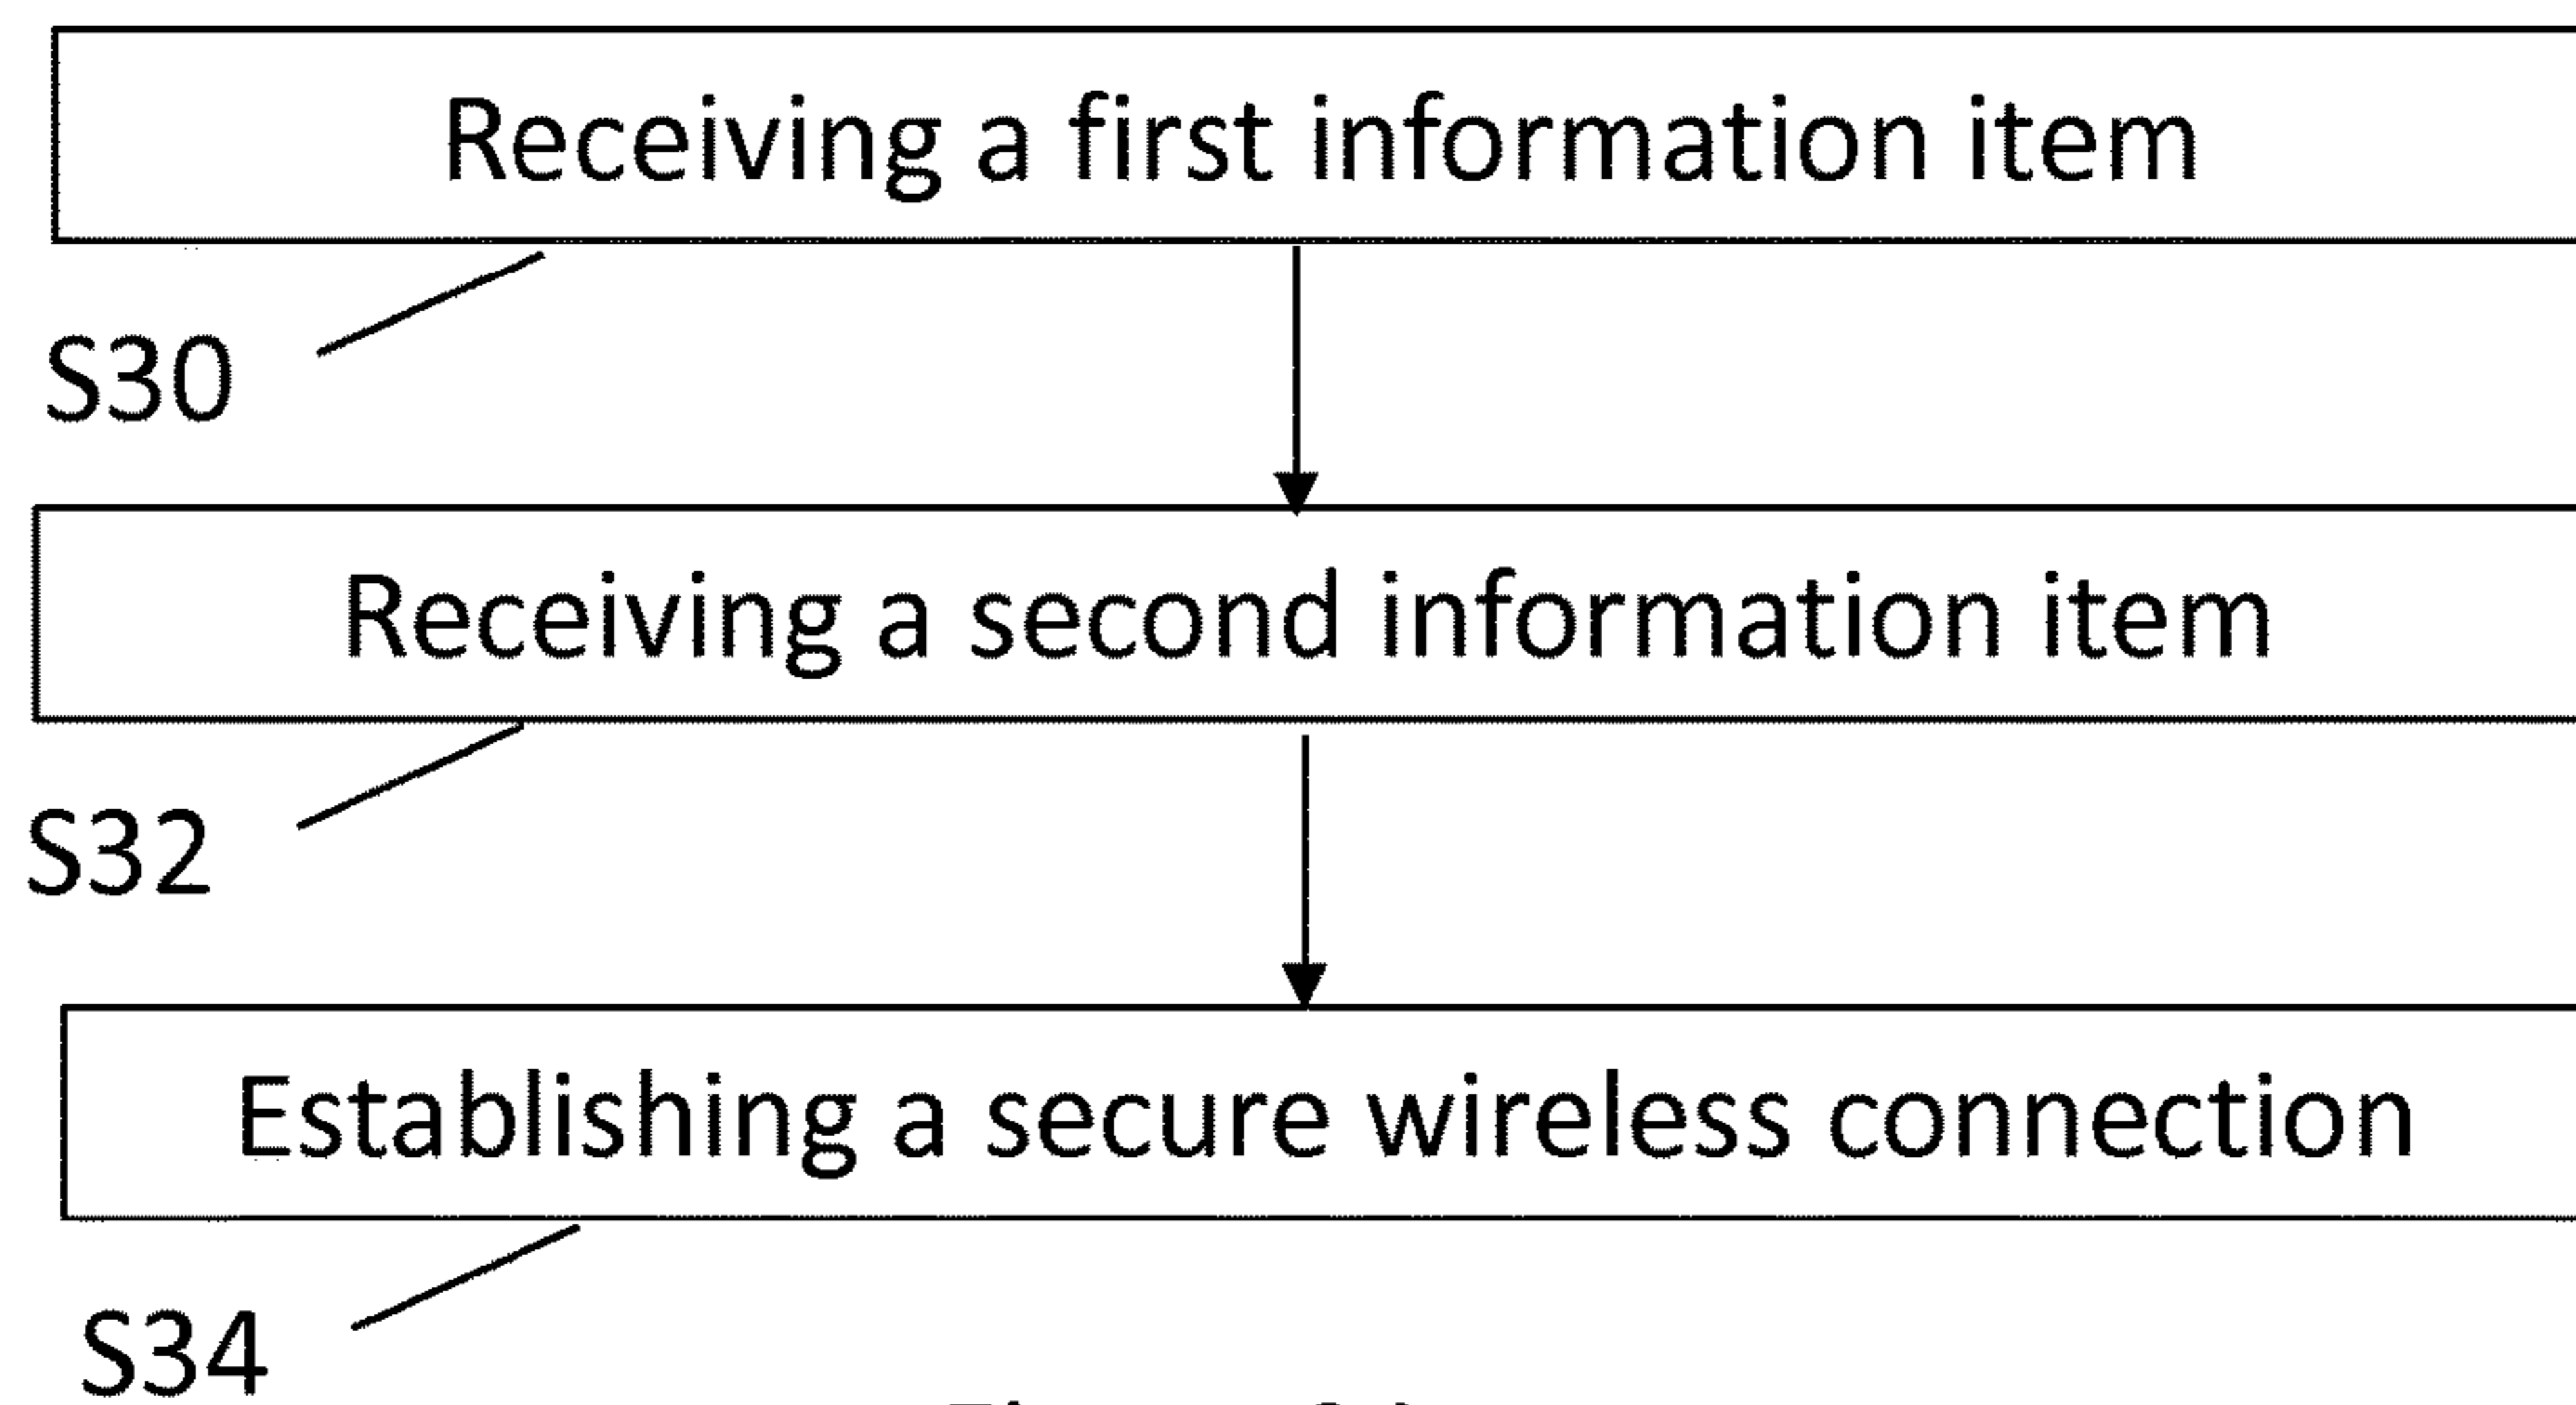 Receiving a first information item
S30
Receiving a second information item
S32
Establishing a secure wireless connection
S34